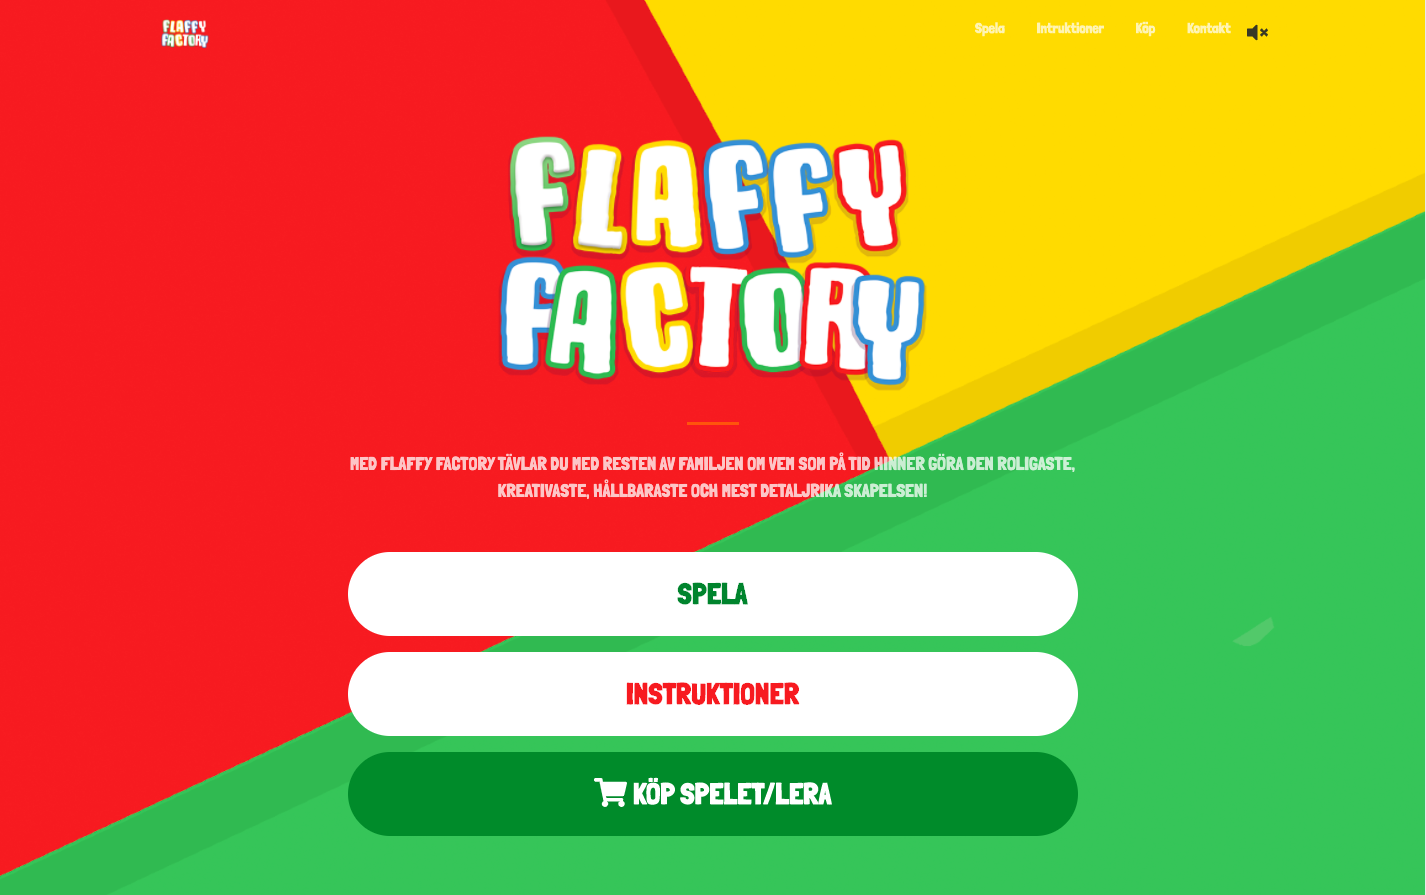 FLAFFY
FACTORY
Spela Intruktioner Köp Kontakt
FLAFFY
FACTORY
MED FLAFFY FACTORY TÄVLAR DU MED RESTEN AV FAMILJEN OM VEM SOM PÅ TID HINNER GÖRA DEN ROLIGASTE,
KREATIVASTE, HÅLLBARASTE OCH MEST DETALJRIKA SKAPELSEN!
SPELA
INSTRUKTIONER
KÖP SPELET/LERA